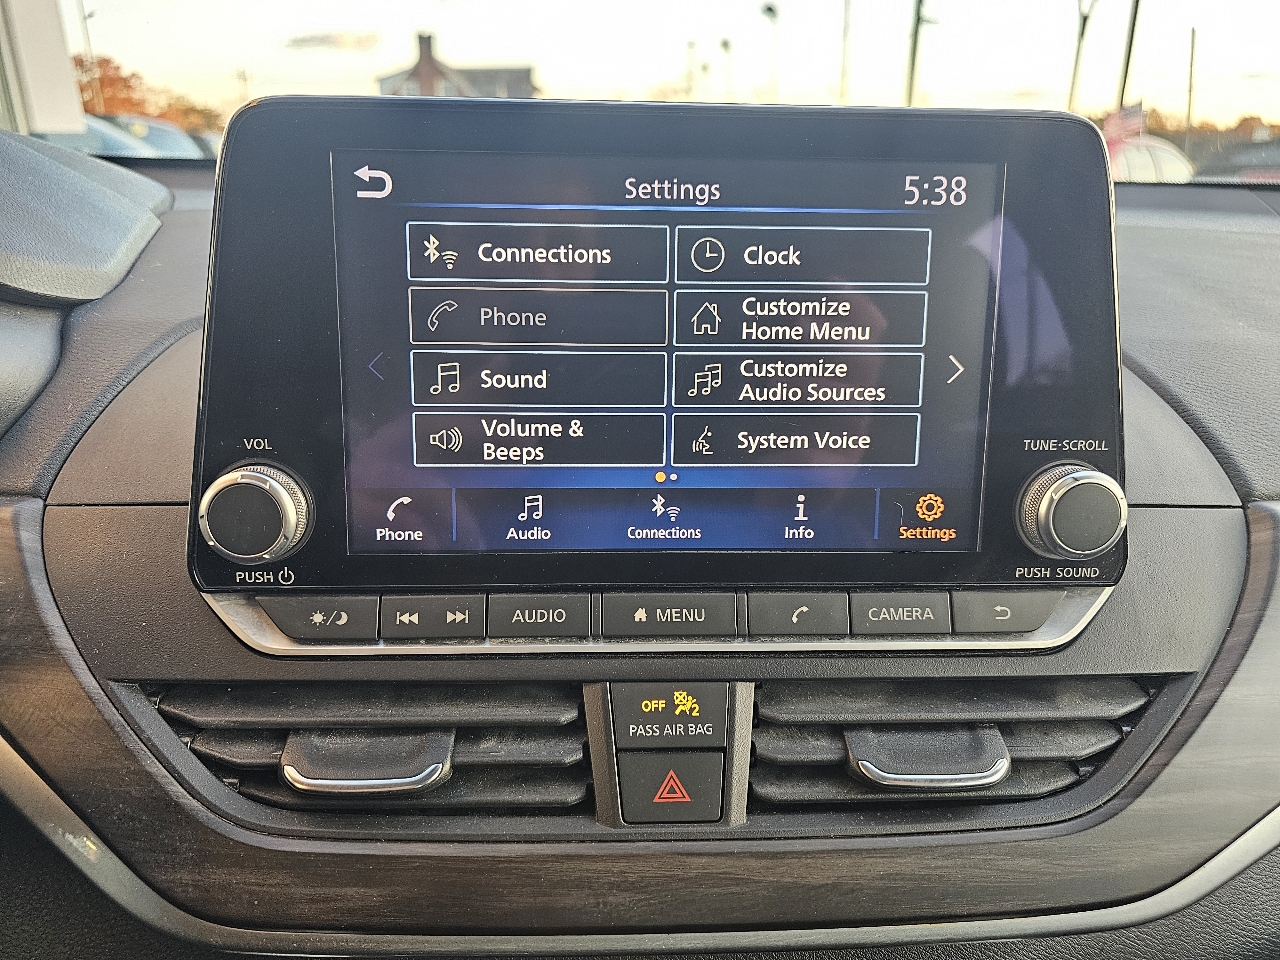 Settings
5:38
Connections
Clock
Phone
Customize
Home Menu
Sound
Customize
Audio Sources
Volume &
Beeps
System Voice
VOL
TUNE·SCROLL
Phone
Audio
Connections
Info
Settings
PUSH
PUSH SOUND
AUDIO
MENU
CAMERA
OFF
2
PASS AIR BAG